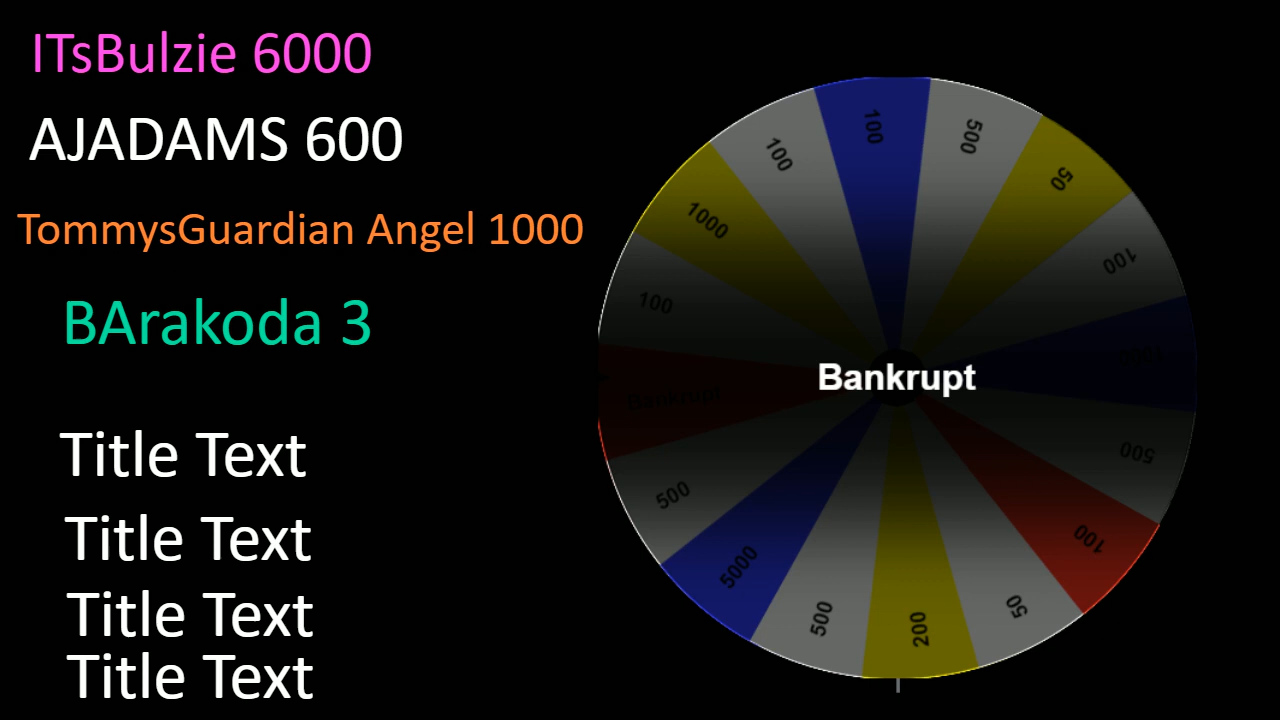 ITsBulzie 6000
AJADAMS 600
TommysGuardian Angel 1000
BArakoda 3
Title Text
Title Text
Title Text
Title Text
Bankrupt
100
500
50
100
500
100
50
200
500
5000
500
Bankrupt
100
1000
100